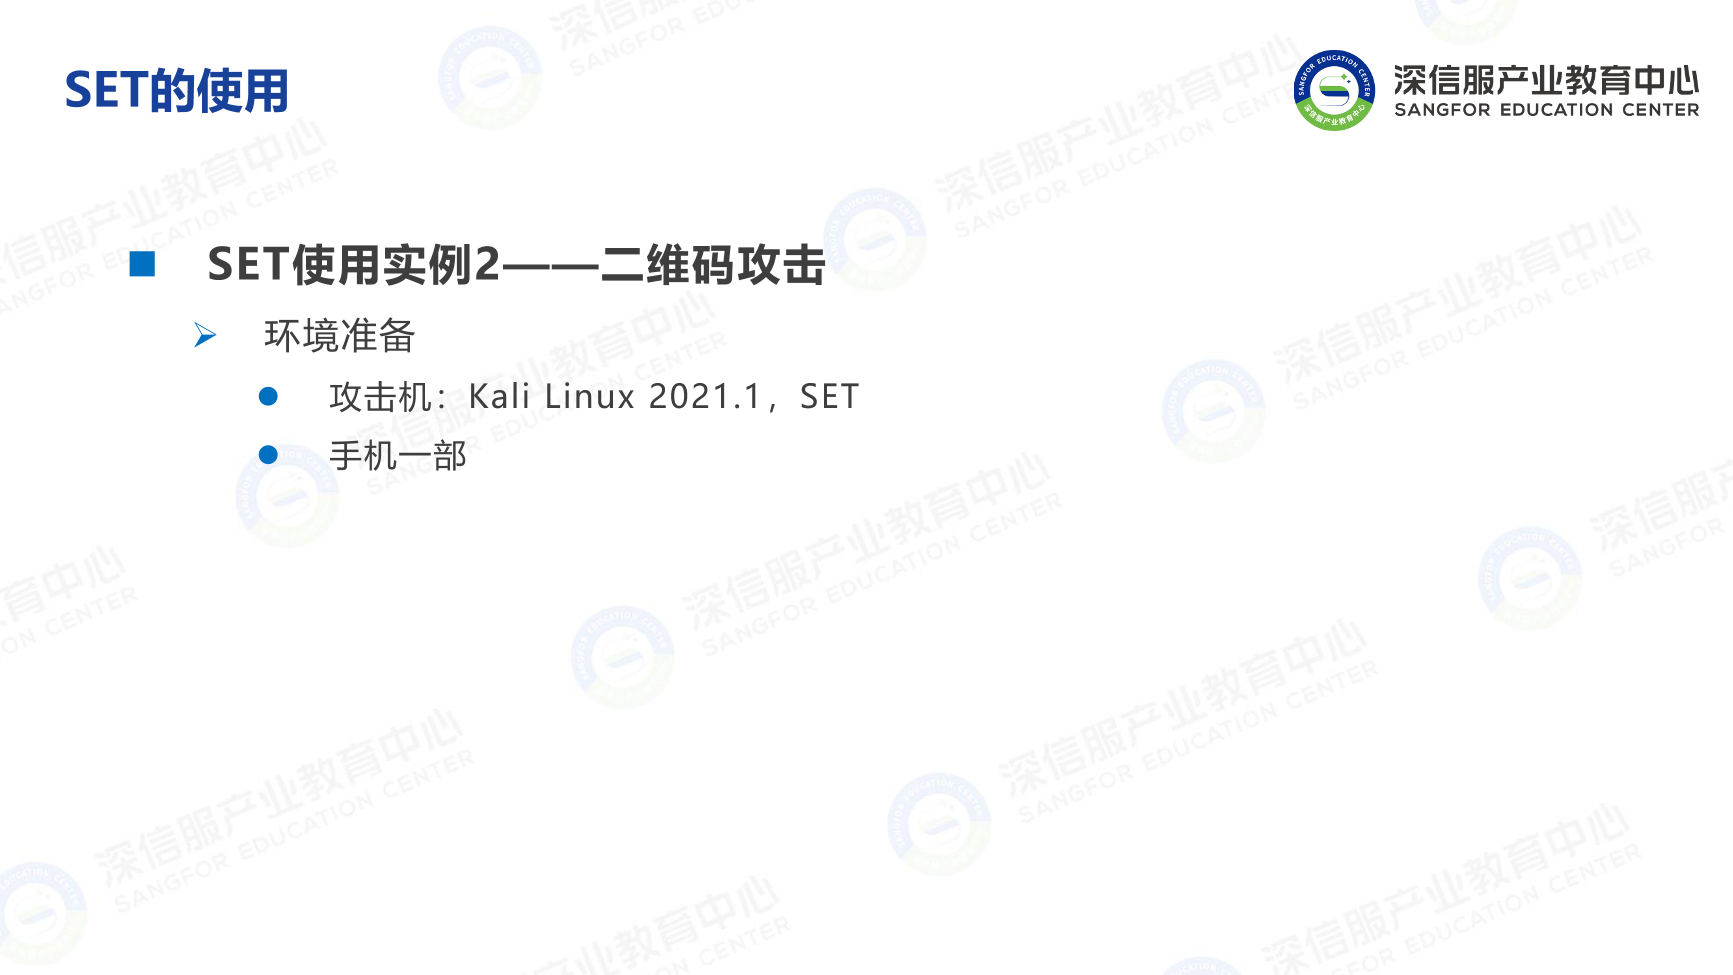 SET的使用
深信服产业教育中心
SANGFOR EDUCATION CENTER
SET使用实例2——二维码攻击
环境准备
攻击机：Kali Linux 2021.1，SET
手机一部